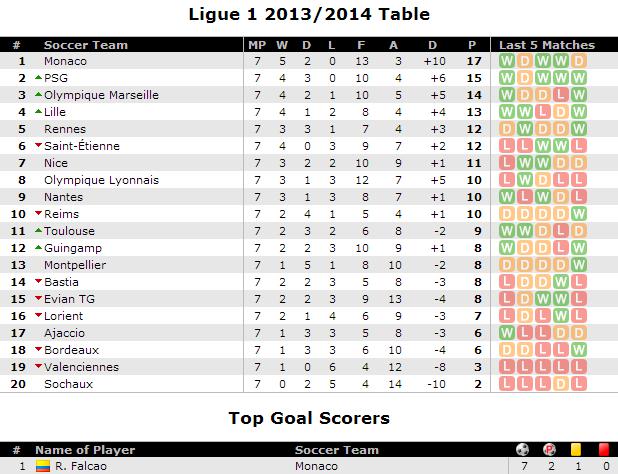 Ligue 1 2013/2014 Table
# Soccer Team MP W D L F A D P Last 5 Matches
1 Monaco 7 5 2 0 13 3 +10 17 W D W W D
2 PSG 7 4 3 0 10 4 +6 15 W D W W W
3 Olympique Marseille 7 4 2 1 10 5 +5 14 W D D L W
4 Lille 7 4 1 2 8 4 +4 13 W W L D W
5 Rennes 7 3 3 1 7 4 +3 12 D W D D W
6 Saint-Étienne 7 4 0 3 9 7 +2 12 L L W W L
7 Nice 7 3 2 2 10 9 +1 11 L W W D D
8 Olympique Lyonnais 7 3 1 3 12 7 +5 10 L W D L L
9 Nantes 7 3 1 3 8 7 +1 10 W L W D L
10 Reims 7 2 4 1 5 4 +1 10 D D D D W
11 Toulouse 7 2 3 2 6 8 -2 9 W W D L D
12 Guingamp 7 2 2 3 10 9 +1 8 W D D L W
13 Montpellier 7 1 5 1 8 10 -2 8 D D D D W
14 Bastia 7 2 2 3 5 8 -3 8 L D D W L
15 Evian TG 7 2 2 3 9 13 -4 8 L D W W L
16 Lorient 7 2 1 4 6 9 -3 7 L D L W L
17 Ajaccio 7 1 3 3 5 8 -3 6 W L L D D
18 Bordeaux 7 1 3 3 6 10 -4 6 D D L L W
19 Valenciennes 7 1 0 6 4 12 -8 3 L L L L L
20 Sochaux 7 0 2 5 4 14 -10 2 L L L D L
Top Goal Scorers
# Name of Player Soccer Team P
1 R. Falcao Monaco 7 2 1 0